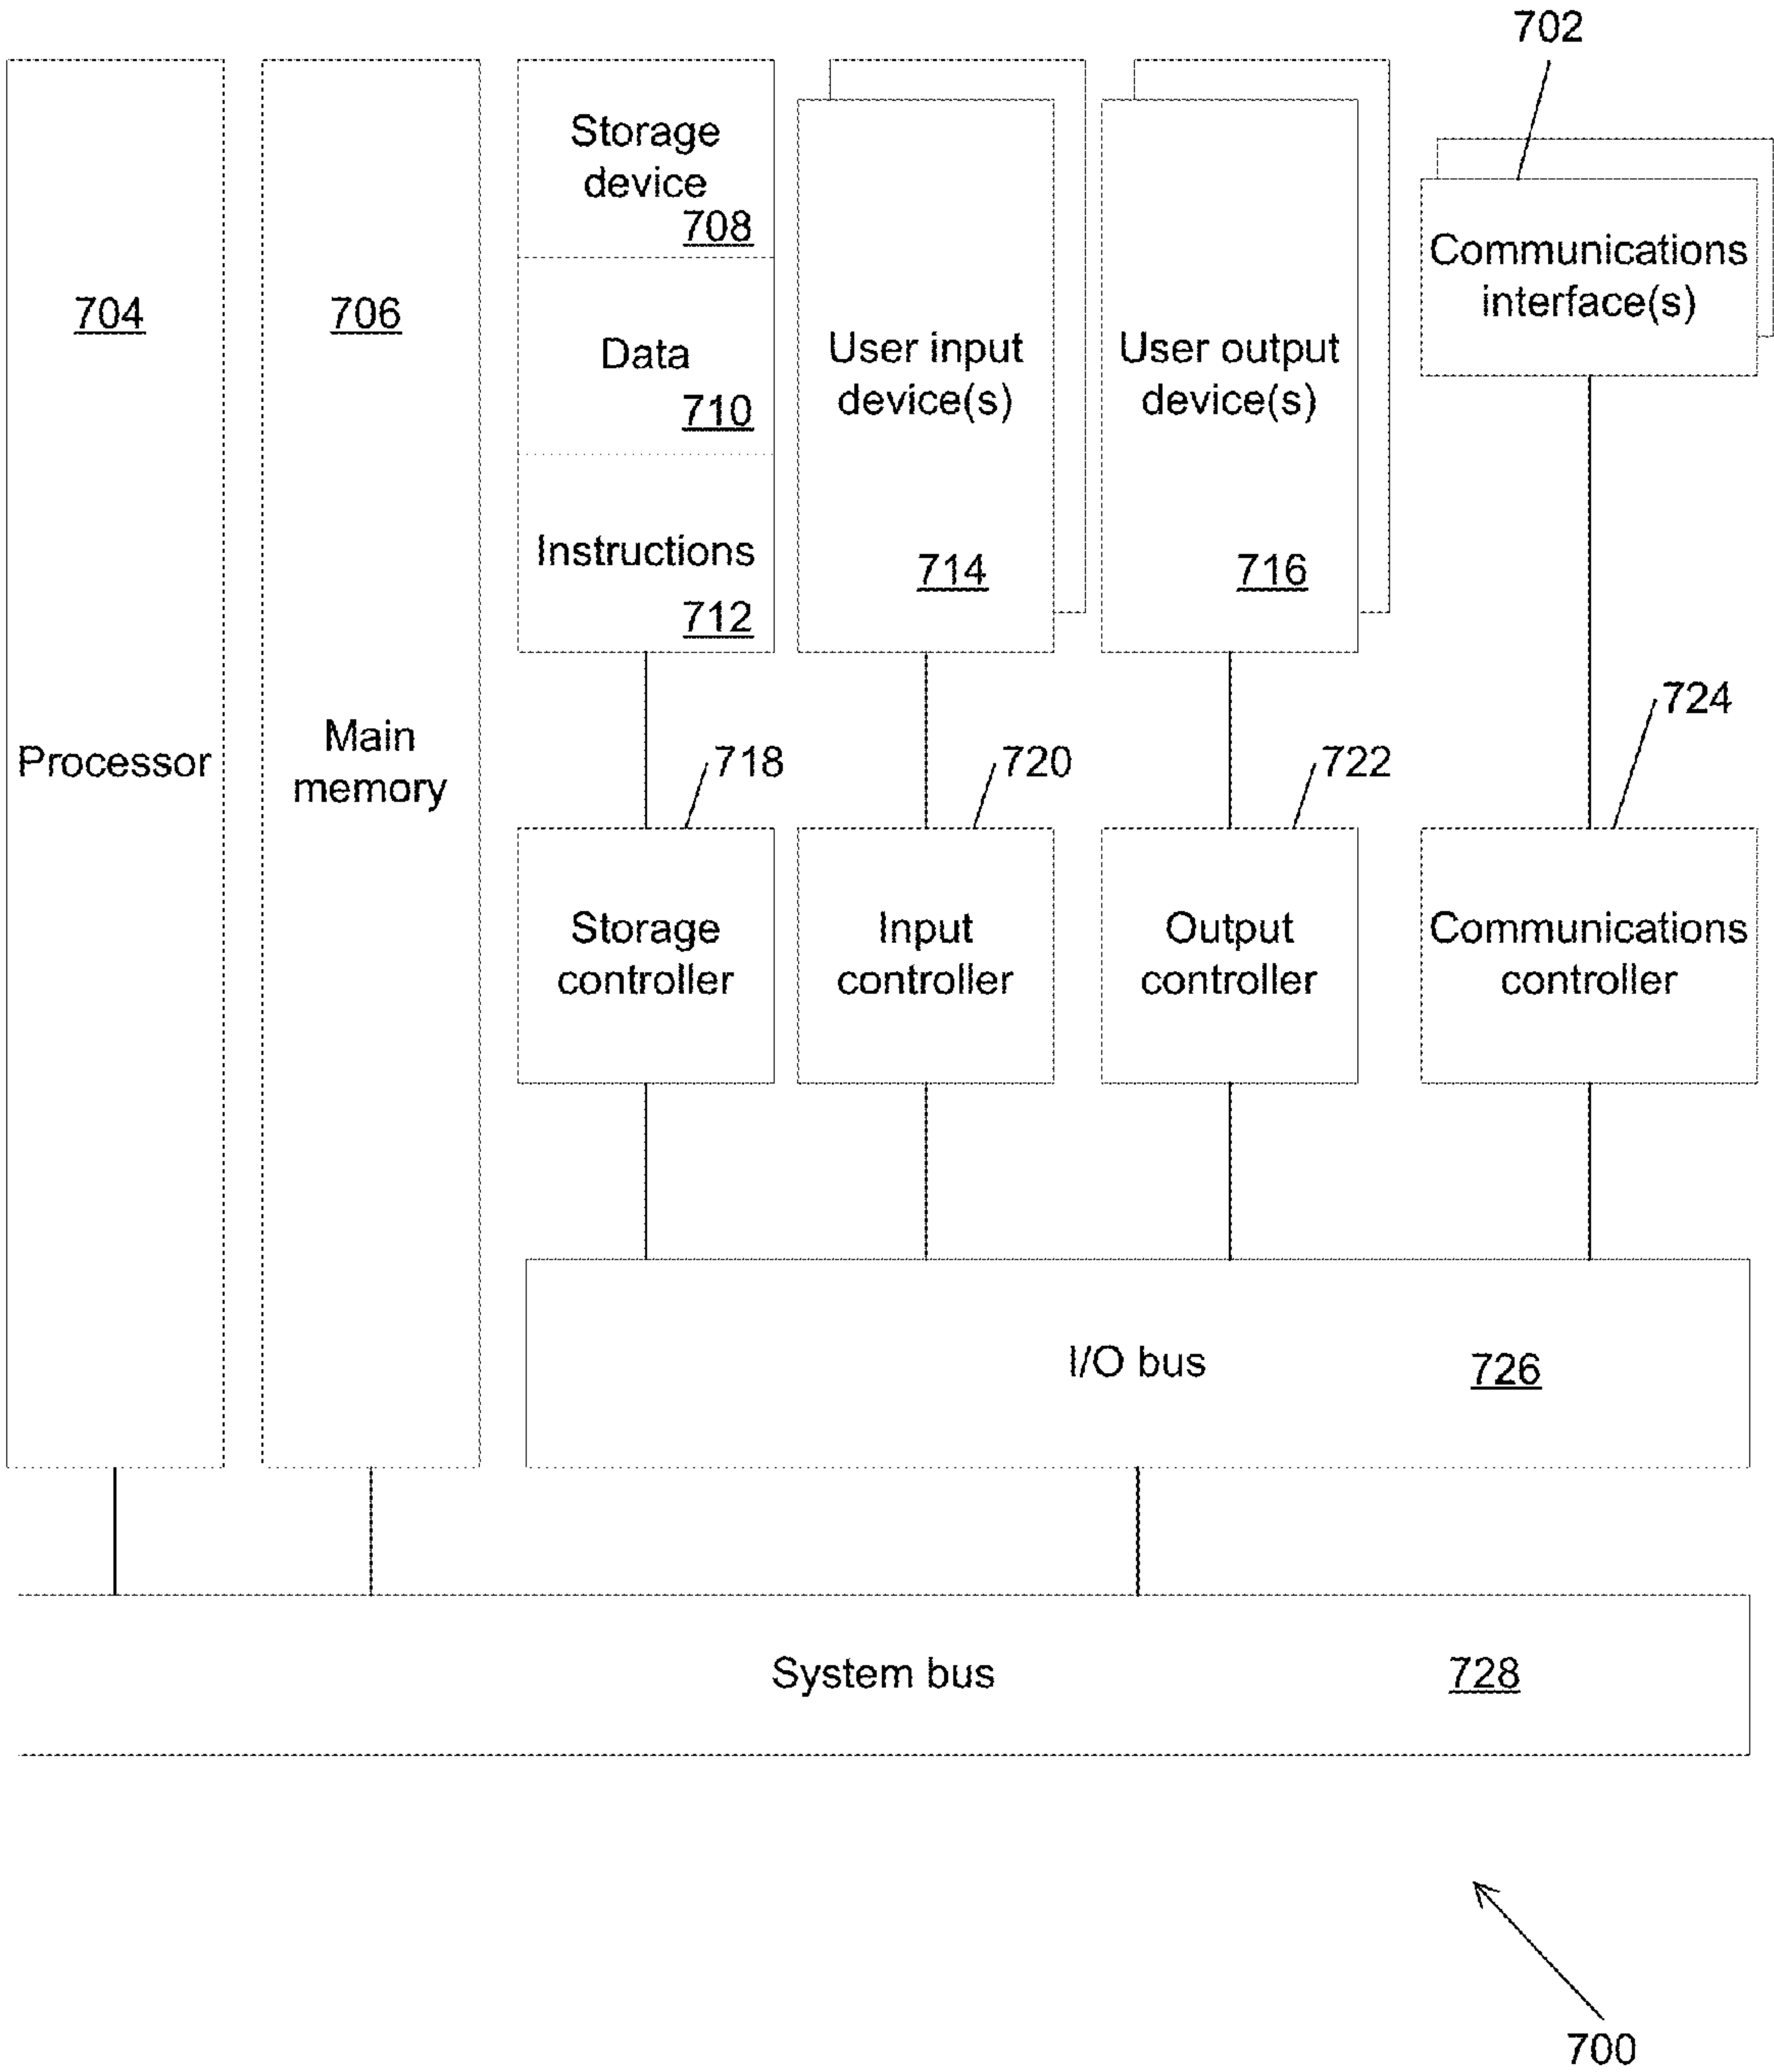 702
Storage
device
708
704
706
Communications
interface(s)
Data
710
User input
device(s)
User output
device(s)
Instructions
712
714
716
724
Processor
Main
memory
718
720
722
Storage
controller
Input
controller
Output
controller
Communications
controller
I/O bus
726
System bus
728
700